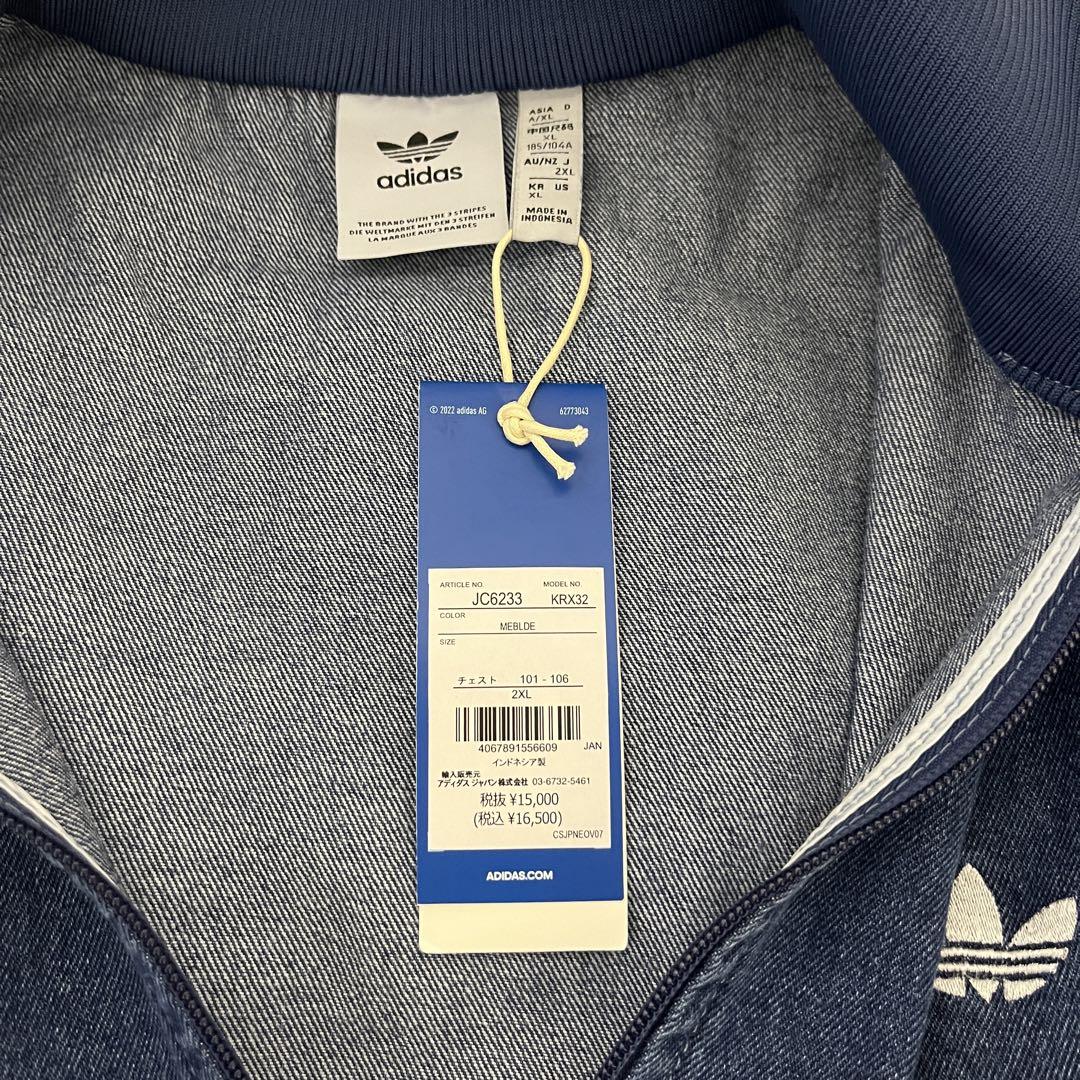 adidas
THE BRAND WITH THE 3 STRIPES
DIE WELTMARKE MIT DEN 3 STREIFEN
LA MARQUE AUX 3 BANDES
ASIA D
A/XL
中国尺码
XL
185/104A
AU/NZ J
2XL
KR US
XL
MADE IN
INDONESIA
© 2022 adidas AG 62773043
ARTICLE NO. MODEL NO.
JC6233 KRX32
COLOR
MEBLDE
SIZE
チェスト 101 - 106
2XL
4067891556609 JAN
インドネシア製
輸入販売元
アディダス ジャパン株式会社 03-6732-5461
税抜 ¥15,000
(税込 ¥16,500)
CSJPNEOV07
ADIDAS.COM